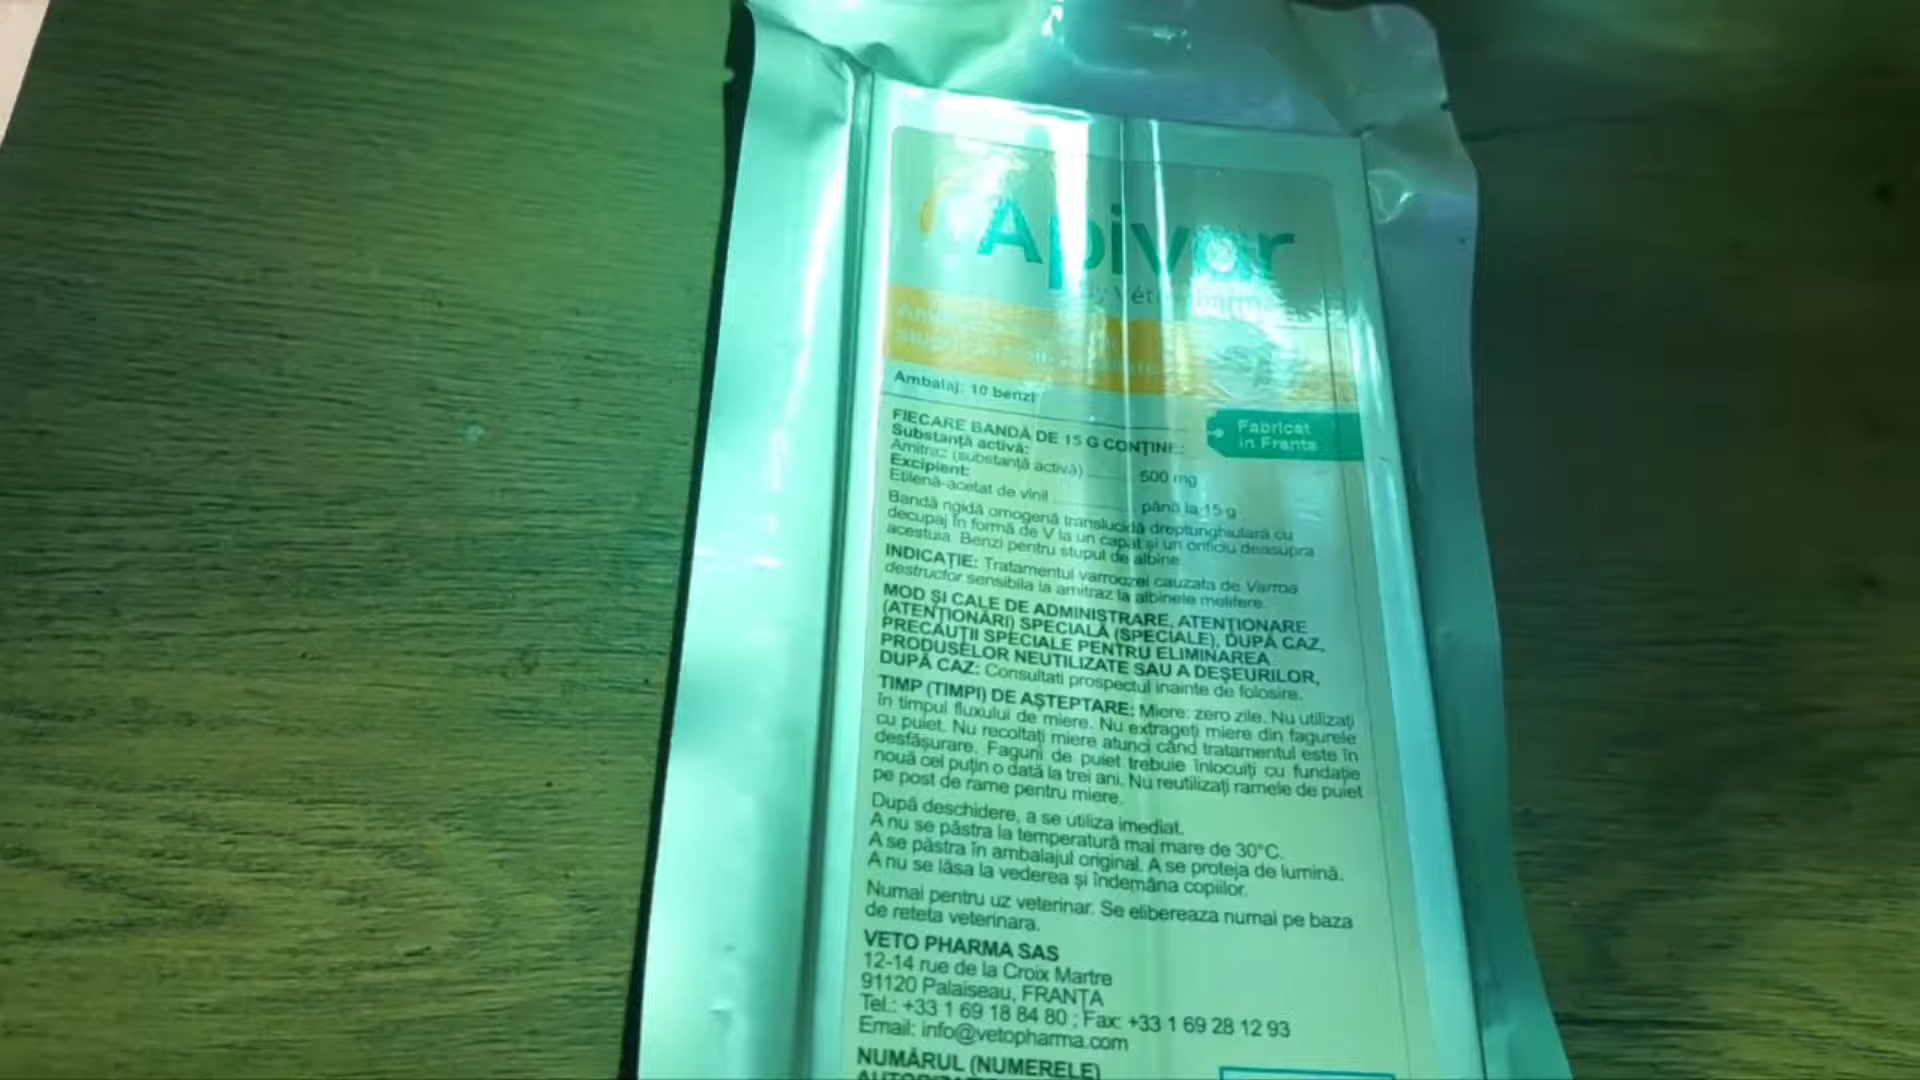 Apivar
Ambalaj: 10 benzi
Fabricat
in Franta
FIECARE BANDĂ DE 15 G CONȚINE:
Substanță activă:
Amitraz (substanță activă) 500 mg
Excipient:
Etilenă-acetat de vinil până la 15 g
Bandă rigidă omogenă translucidă dreptunghiulară cu
decupaj în formă de V la un capat și un orificiu deasupra
acestuia. Benzi pentru stupul de albine.
INDICAȚIE: Tratamentul varroozei cauzata de Varroa
destructor sensibila la amitraz la albinele melifere.
MOD ȘI CALE DE ADMINISTRARE, ATENȚIONARE
(ATENȚIONĂRI) SPECIALĂ (SPECIALE), DUPĂ CAZ,
PRECAUȚII SPECIALE PENTRU ELIMINAREA
PRODUSELOR NEUTILIZATE SAU A DEȘEURILOR,
DUPĂ CAZ: Consultati prospectul inainte de folosire.
TIMP (TIMPI) DE AȘTEPTARE: Miere: zero zile. Nu utilizați
în timpul fluxului de miere. Nu extrageți miere din fagurele
cu puiet. Nu recoltați miere atunci când tratamentul este în
desfășurare. Faguri de puiet trebuie înlocuiți cu fundație
nouă cel puțin o dată la trei ani. Nu reutilizați ramele de puiet
pe post de rame pentru miere.
După deschidere, a se utiliza imediat.
A nu se păstra la temperatură mai mare de 30°C.
A se păstra în ambalajul original. A se proteja de lumină.
A nu se lăsa la vederea și îndemâna copiilor.
Numai pentru uz veterinar. Se elibereaza numai pe baza
de reteta veterinara.
VETO PHARMA SAS
12-14 rue de la Croix Martre
91120 Palaiseau, FRANȚA
Tel.: +33 1 69 18 84 80 ; Fax: +33 1 69 28 12 93
Email: info@vetopharma.com
NUMĂRUL (NUMERELE)